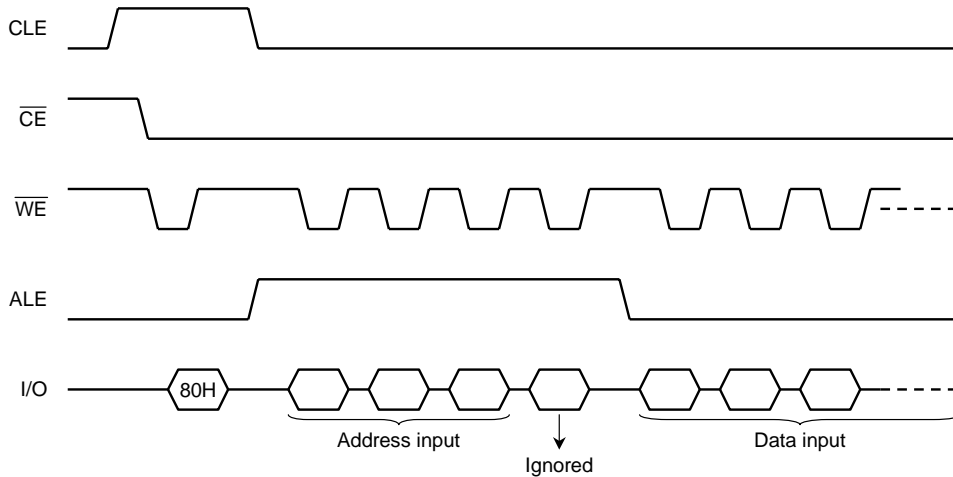 CLE
CE
WE
ALE
I/O
80H
Address input
Data input
Ignored